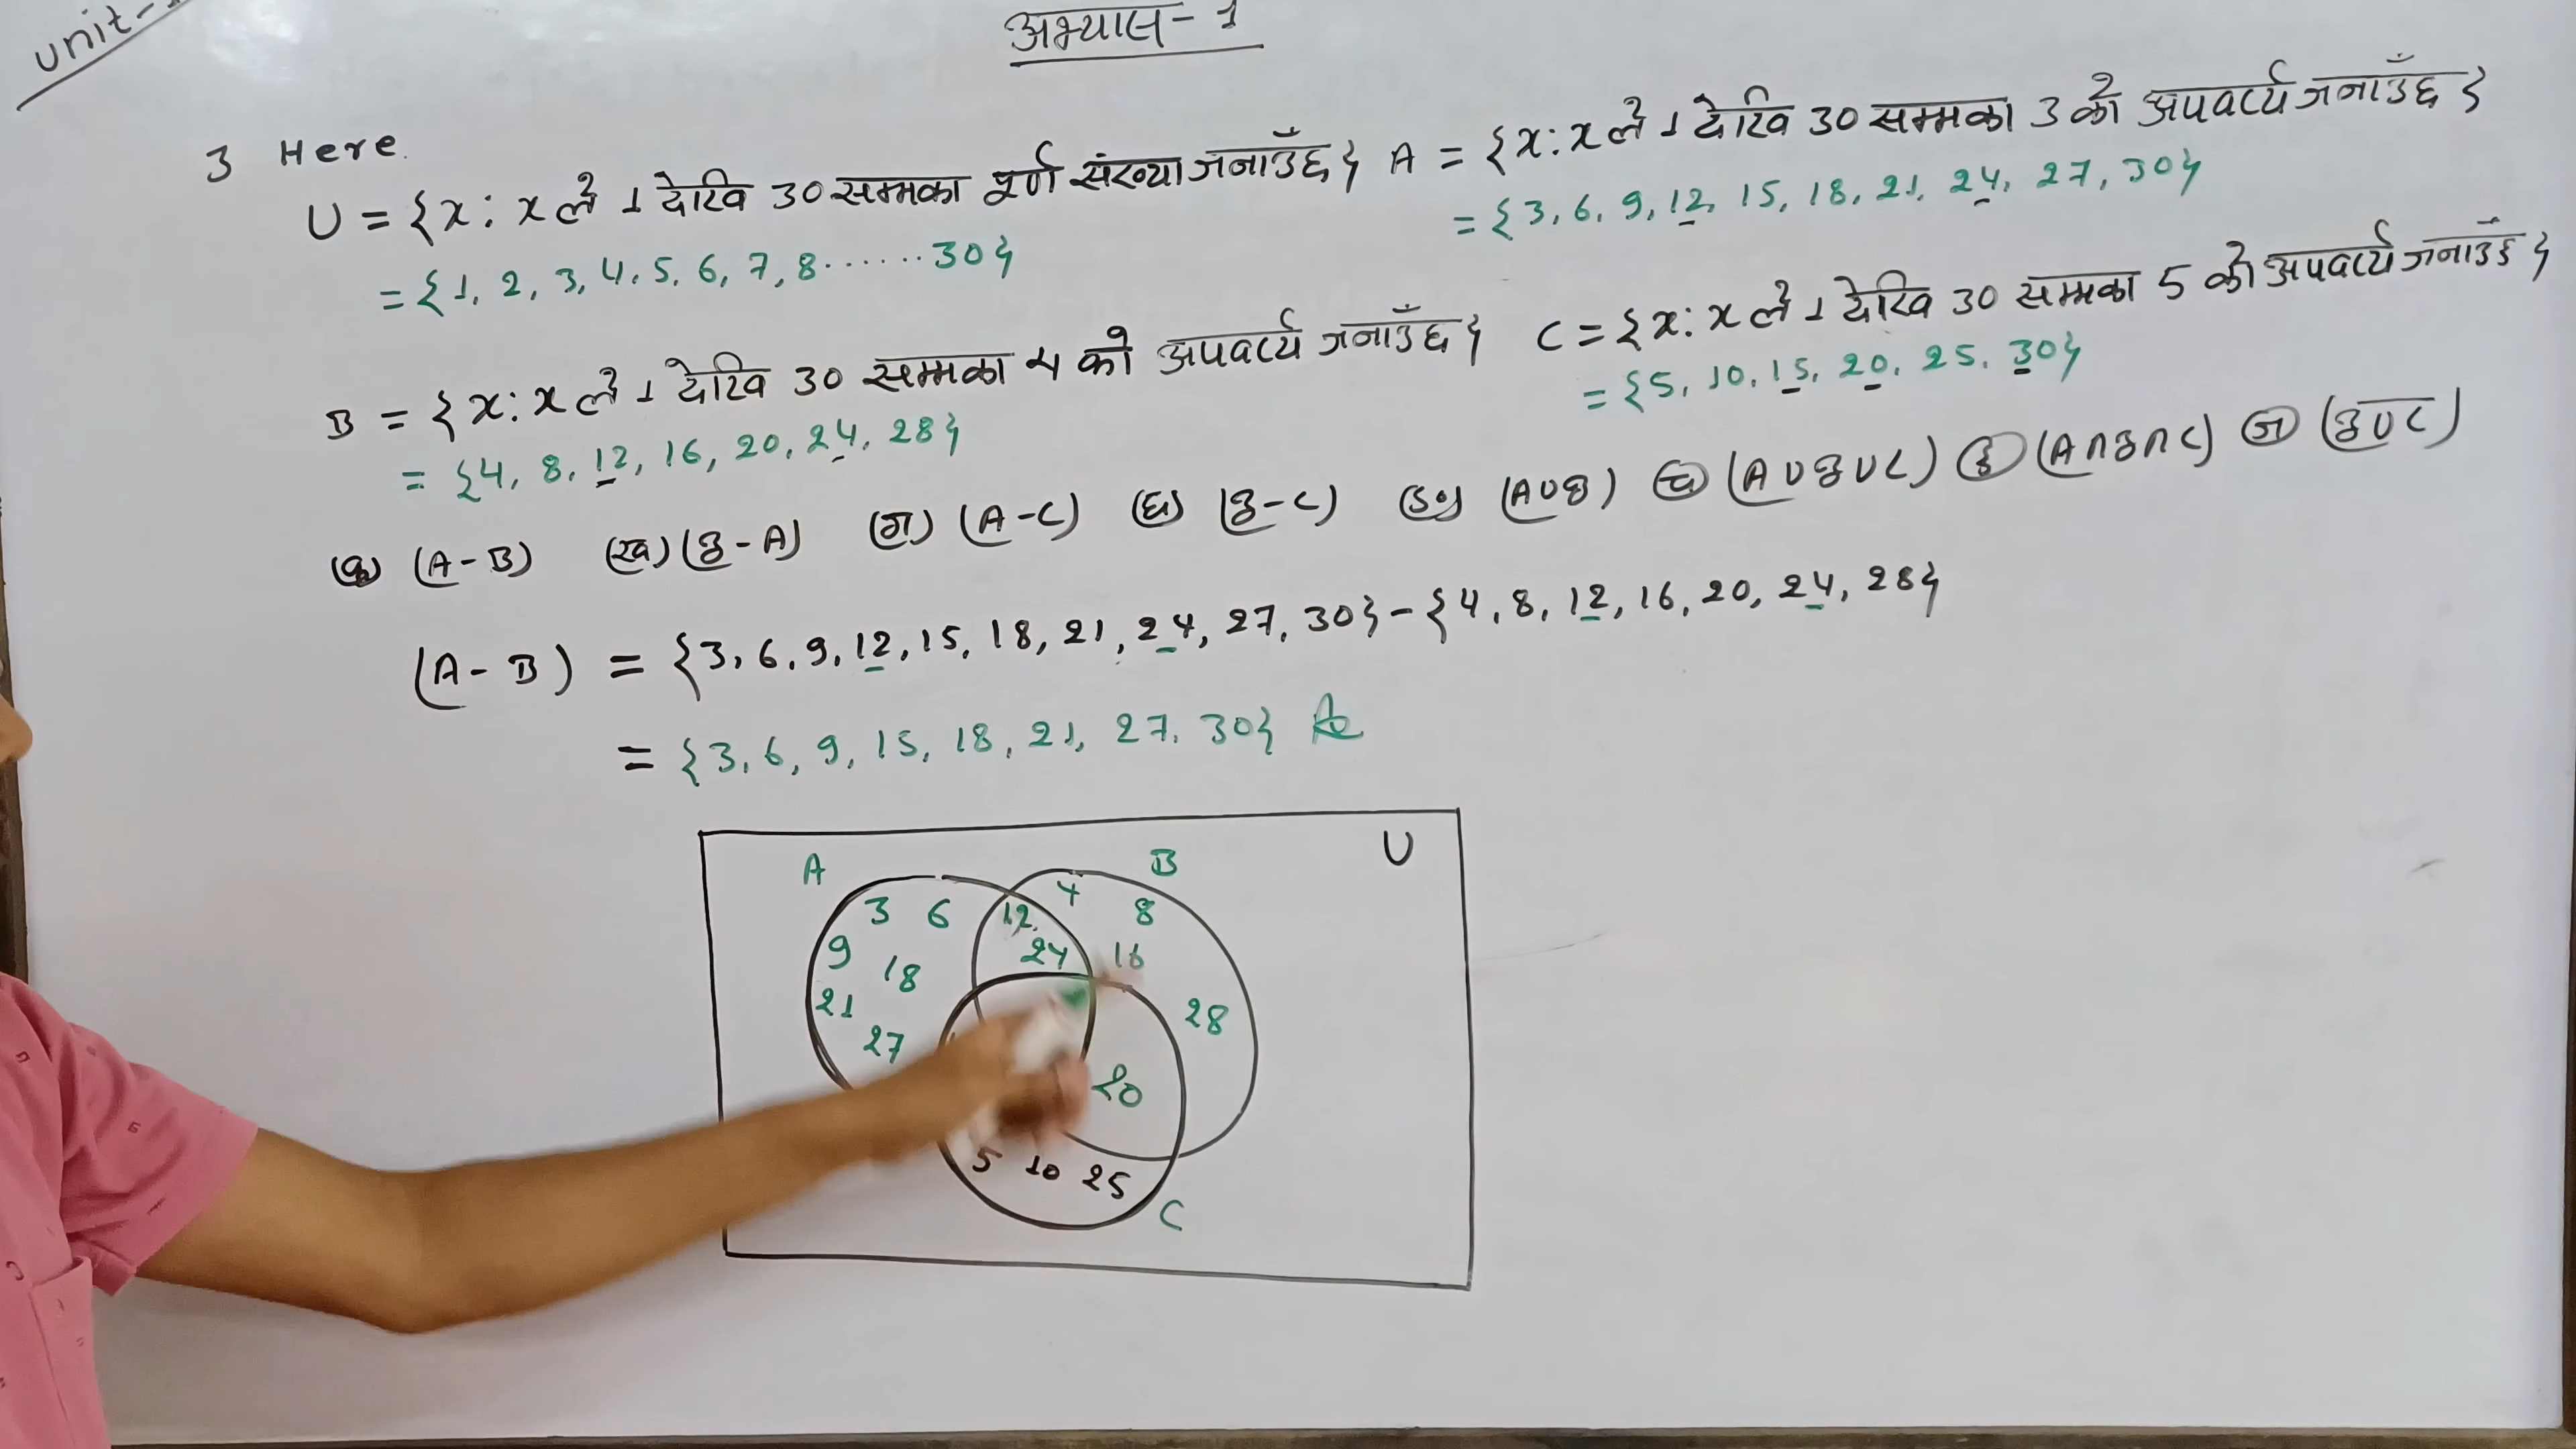 unit-
अभ्यास-1
3 Here.
U = {x: x ले 1 देखि 30 सम्मका पूर्ण संख्या जनाउँछ}
= {1, 2, 3, 4, 5, 6, 7, 8......30}
A = {x: x ले 1 देखि 30 सम्मका 3 को अपवर्त्य जनाउँछ}
= {3, 6, 9, 12, 15, 18, 21, 24, 27, 30}
B = {x: x ले 1 देखि 30 सम्मका 4 को अपवर्त्य जनाउँछ}
= {4, 8, 12, 16, 20, 24, 28}
C = {x: x ले 1 देखि 30 सम्मका 5 को अपवर्त्य जनाउँछ}
= {5, 10, 15, 20, 25, 30}
(क) (A-B) (ख) (B-A) (ग) (A-C) (घ) (B-C) (ङ) (A∪B) (च) (A∪B∪C) (छ) (A∩B∩C) (ज) (B̅∪̅C̅)
(A-B) = {3, 6, 9, 12, 15, 18, 21, 24, 27, 30} - {4, 8, 12, 16, 20, 24, 28}
= {3, 6, 9, 15, 18, 21, 27, 30}
U
A B
3 6 12 4 8
9 18 24 16
21 27 28
20
5 10 25
C